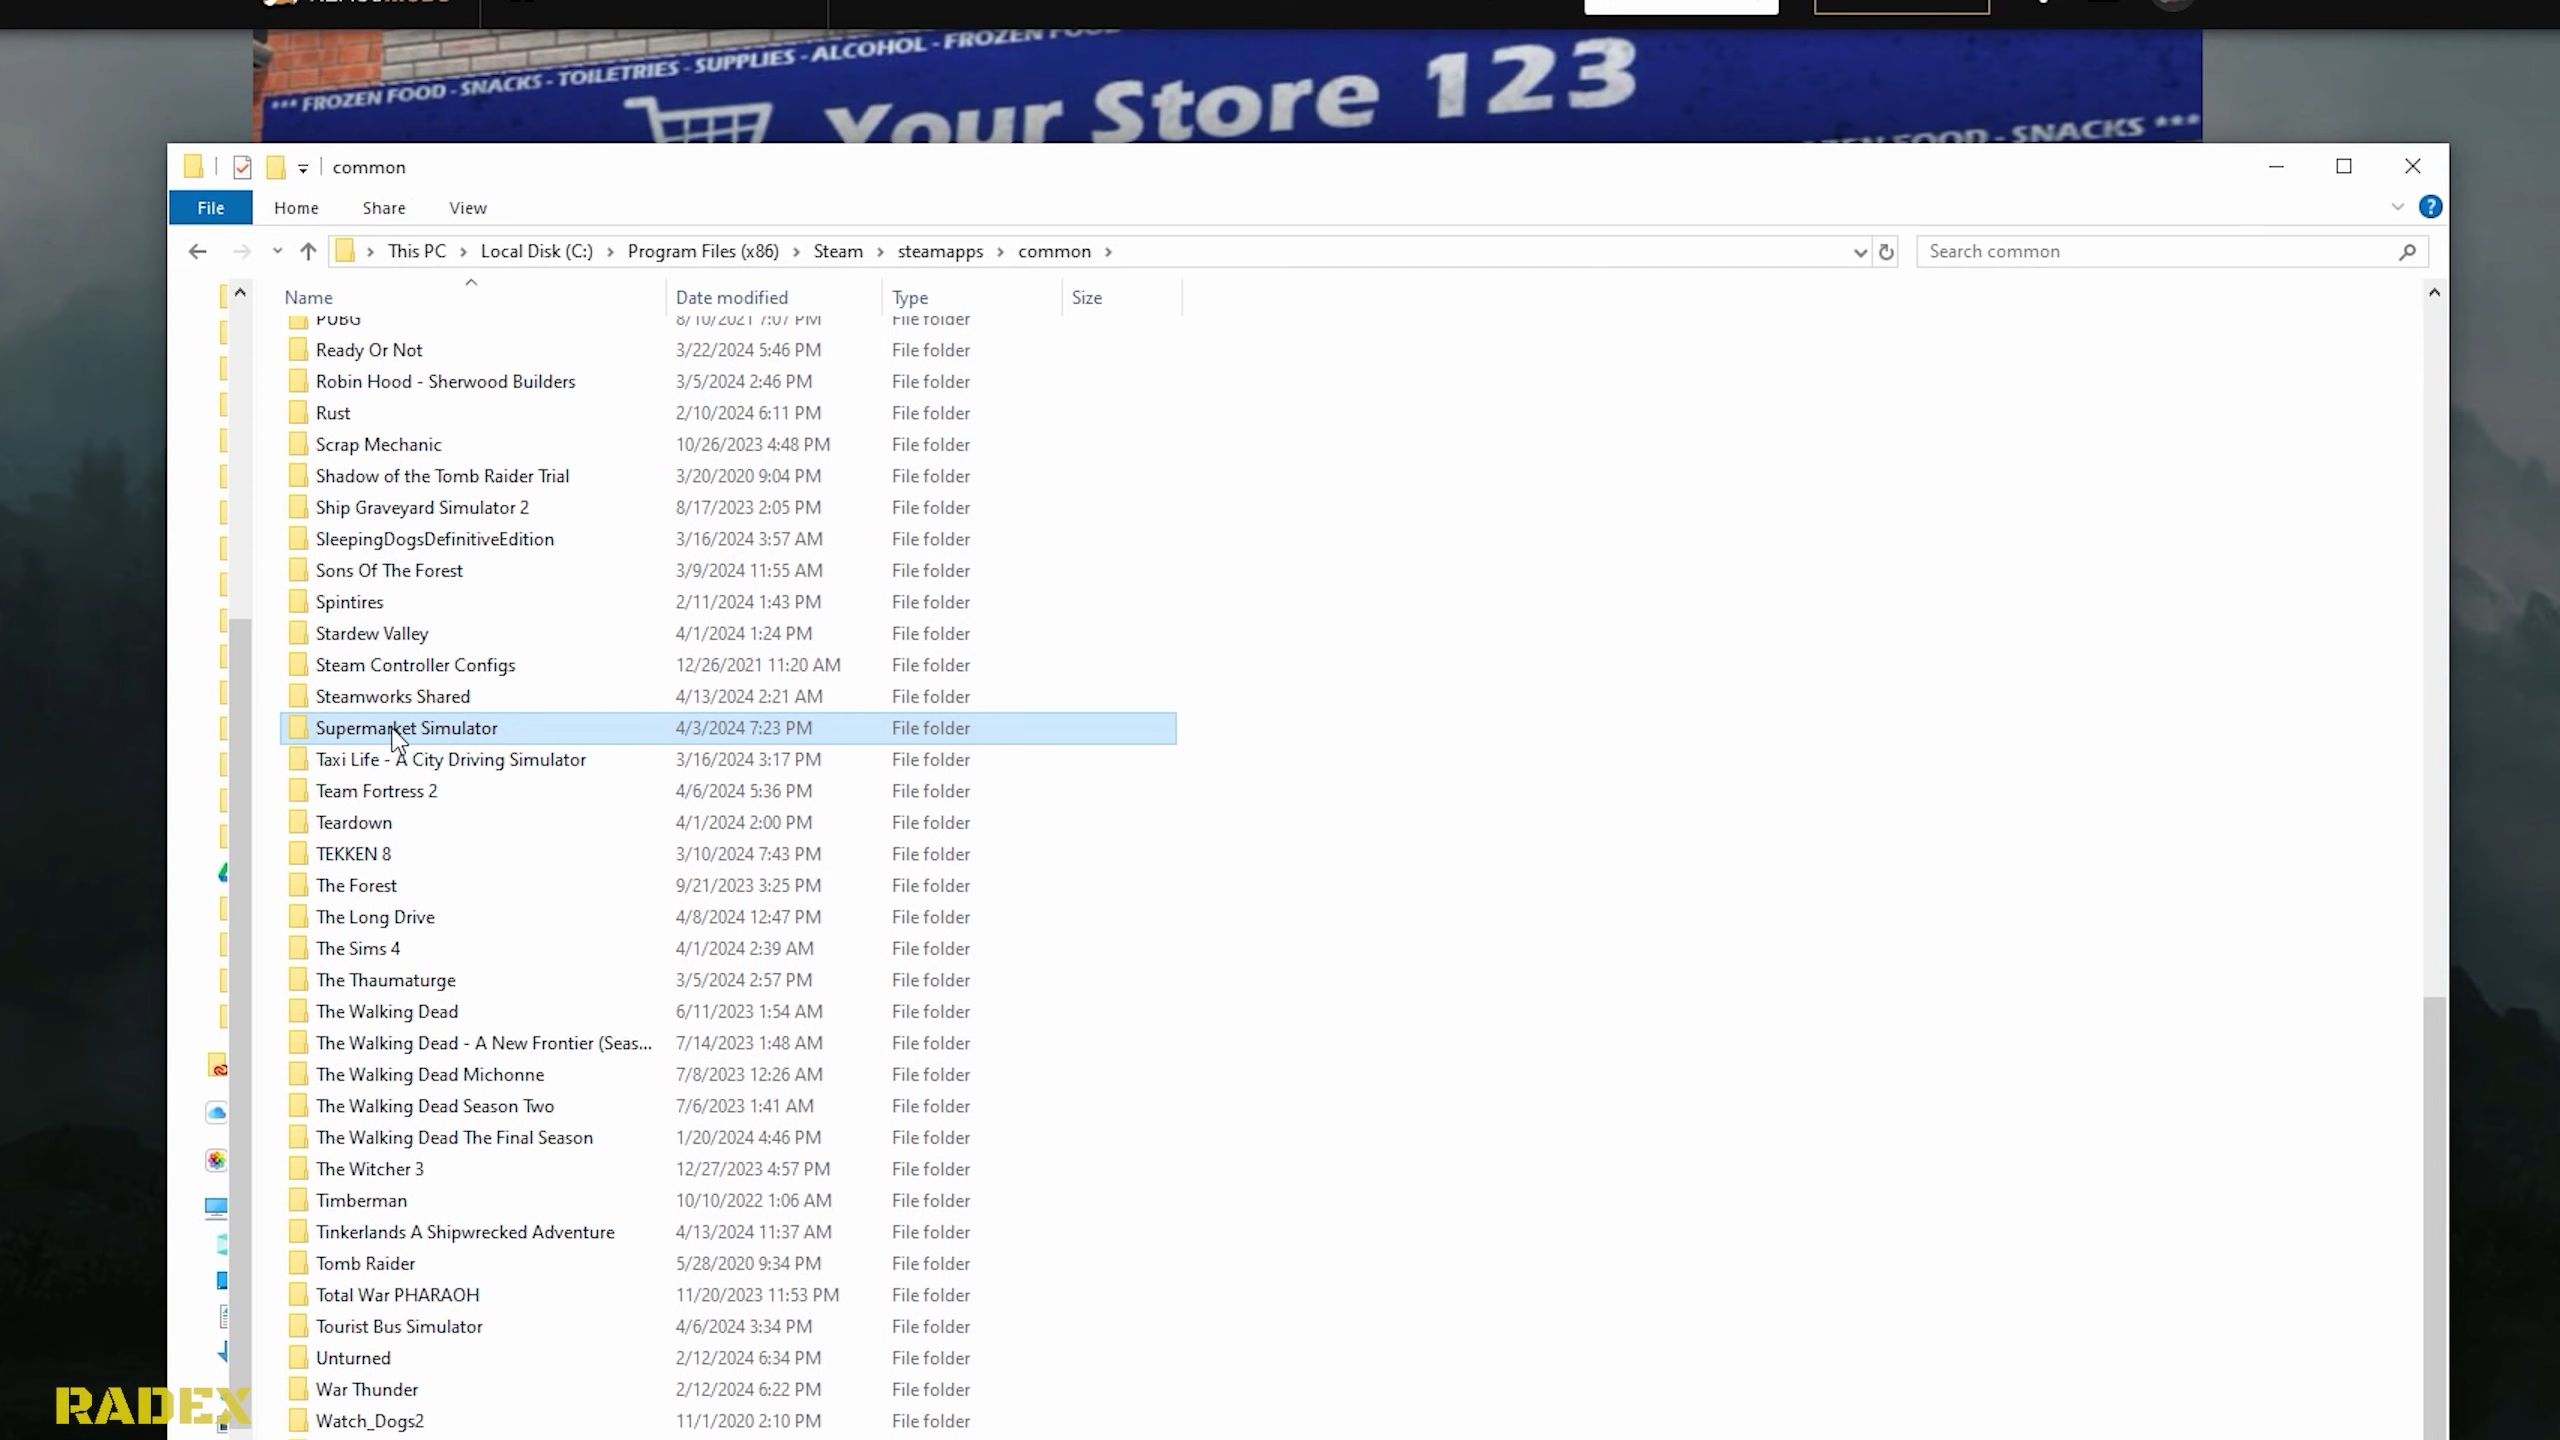 *** FROZEN FOOD - SNACKS - TOILETRIES - SUPPLIES - ALCOHOL - FROZEN
Your Store 123
FOOD - SNACKS ***
common
File Home Share View
This PC Local Disk (C:) Program Files (x86) Steam steamapps common
Search common
Name Date modified Type Size
PUBG 8/10/2021 7:07 PM File folder
Ready Or Not 3/22/2024 5:46 PM File folder
Robin Hood - Sherwood Builders 3/5/2024 2:46 PM File folder
Rust 2/10/2024 6:11 PM File folder
Scrap Mechanic 10/26/2023 4:48 PM File folder
Shadow of the Tomb Raider Trial 3/20/2020 9:04 PM File folder
Ship Graveyard Simulator 2 8/17/2023 2:05 PM File folder
SleepingDogsDefinitiveEdition 3/16/2024 3:57 AM File folder
Sons Of The Forest 3/9/2024 11:55 AM File folder
Spintires 2/11/2024 1:43 PM File folder
Stardew Valley 4/1/2024 1:24 PM File folder
Steam Controller Configs 12/26/2021 11:20 AM File folder
Steamworks Shared 4/13/2024 2:21 AM File folder
Supermarket Simulator 4/3/2024 7:23 PM File folder
Taxi Life - A City Driving Simulator 3/16/2024 3:17 PM File folder
Team Fortress 2 4/6/2024 5:36 PM File folder
Teardown 4/1/2024 2:00 PM File folder
TEKKEN 8 3/10/2024 7:43 PM File folder
The Forest 9/21/2023 3:25 PM File folder
The Long Drive 4/8/2024 12:47 PM File folder
The Sims 4 4/1/2024 2:39 AM File folder
The Thaumaturge 3/5/2024 2:57 PM File folder
The Walking Dead 6/11/2023 1:54 AM File folder
The Walking Dead - A New Frontier (Seas... 7/14/2023 1:48 AM File folder
The Walking Dead Michonne 7/8/2023 12:26 AM File folder
The Walking Dead Season Two 7/6/2023 1:41 AM File folder
The Walking Dead The Final Season 1/20/2024 4:46 PM File folder
The Witcher 3 12/27/2023 4:57 PM File folder
Timberman 10/10/2022 1:06 AM File folder
Tinkerlands A Shipwrecked Adventure 4/13/2024 11:37 AM File folder
Tomb Raider 5/28/2020 9:34 PM File folder
Total War PHARAOH 11/20/2023 11:53 PM File folder
Tourist Bus Simulator 4/6/2024 3:34 PM File folder
Unturned 2/12/2024 6:34 PM File folder
War Thunder 2/12/2024 6:22 PM File folder
Watch_Dogs2 11/1/2020 2:10 PM File folder
RADEX